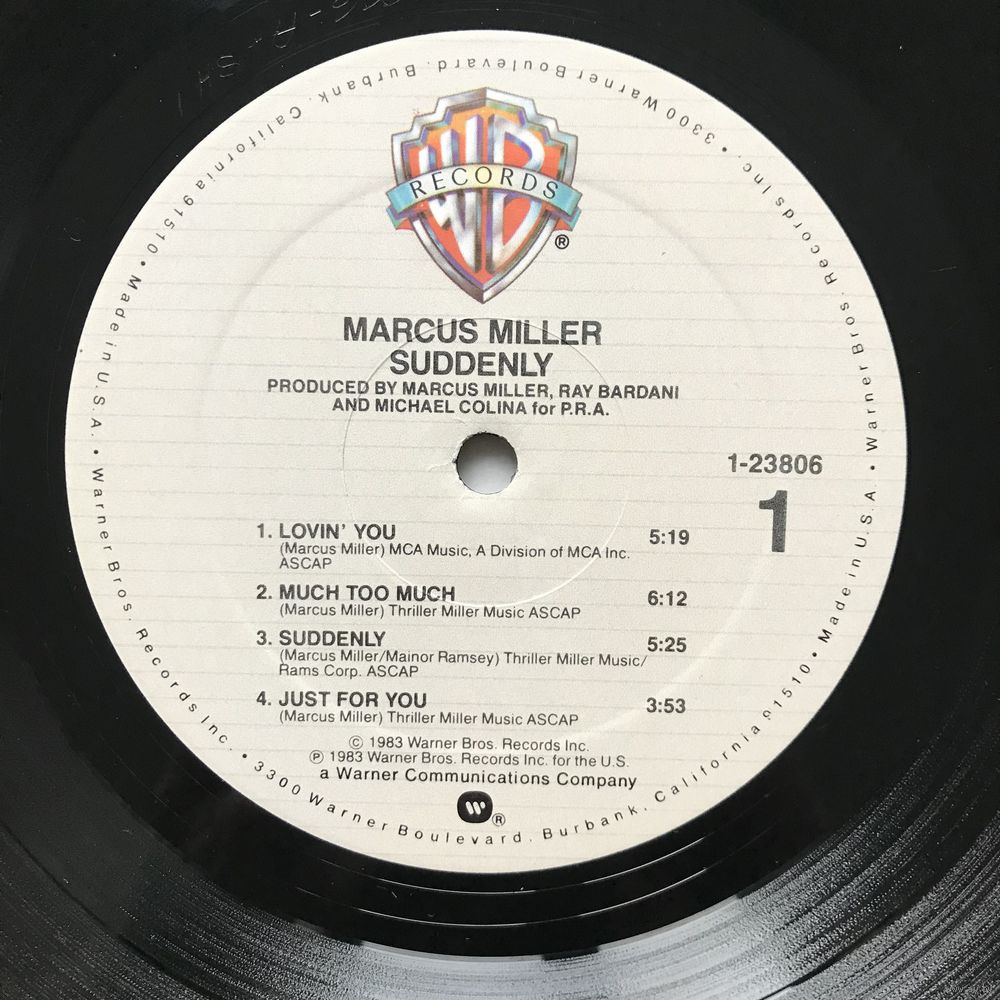 WB
RECORDS
®
MARCUS MILLER
SUDDENLY
PRODUCED BY MARCUS MILLER, RAY BARDANI
AND MICHAEL COLINA for P.R.A.
1-23806
1
1. LOVIN' YOU 5:19
(Marcus Miller) MCA Music, A Division of MCA Inc.
ASCAP
2. MUCH TOO MUCH 6:12
(Marcus Miller) Thriller Miller Music ASCAP
3. SUDDENLY 5:25
(Marcus Miller/Mainor Ramsey) Thriller Miller Music/
Rams Corp. ASCAP
4. JUST FOR YOU 3:53
(Marcus Miller) Thriller Miller Music ASCAP
© 1983 Warner Bros. Records Inc.
℗ 1983 Warner Bros. Records Inc. for the U.S.
a Warner Communications Company
®
Warner Bros. Records Inc. • 3300 Warner Boulevard. Burbank. California 91510 • Made in U.S.A. • Warner Bros. Records Inc. • 3300 Warner Boulevard. Burbank. California 91510 • Made in U.S.A. •